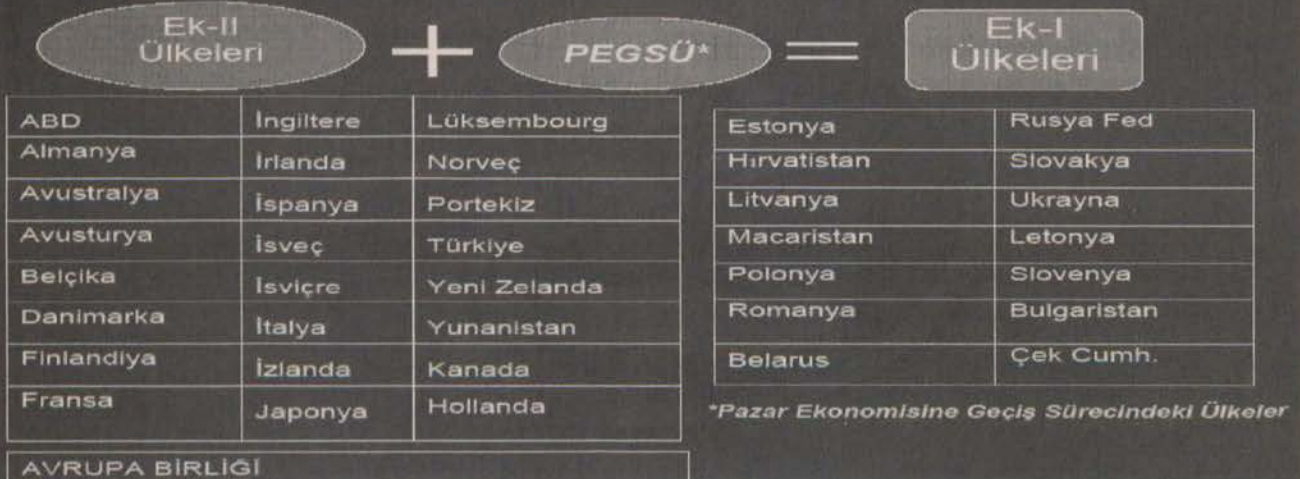 Ek-II
Ülkeleri
+
PEGSÜ*
=
Ek-I
Ülkeleri
ABD İngiltere Lüksembourg
Almanya İrlanda Norveç
Avustralya İspanya Portekiz
Avusturya İsveç Türkiye
Belçika İsviçre Yeni Zelanda
Danimarka İtalya Yunanistan
Finlandiya İzlanda Kanada
Fransa Japonya Hollanda
AVRUPA BİRLİĞİ
Estonya Rusya Fed
Hırvatistan Slovakya
Litvanya Ukrayna
Macaristan Letonya
Polonya Slovenya
Romanya Bulgaristan
Belarus Çek Cumh.
*Pazar Ekonomisine Geçiş Sürecindeki Ülkeler